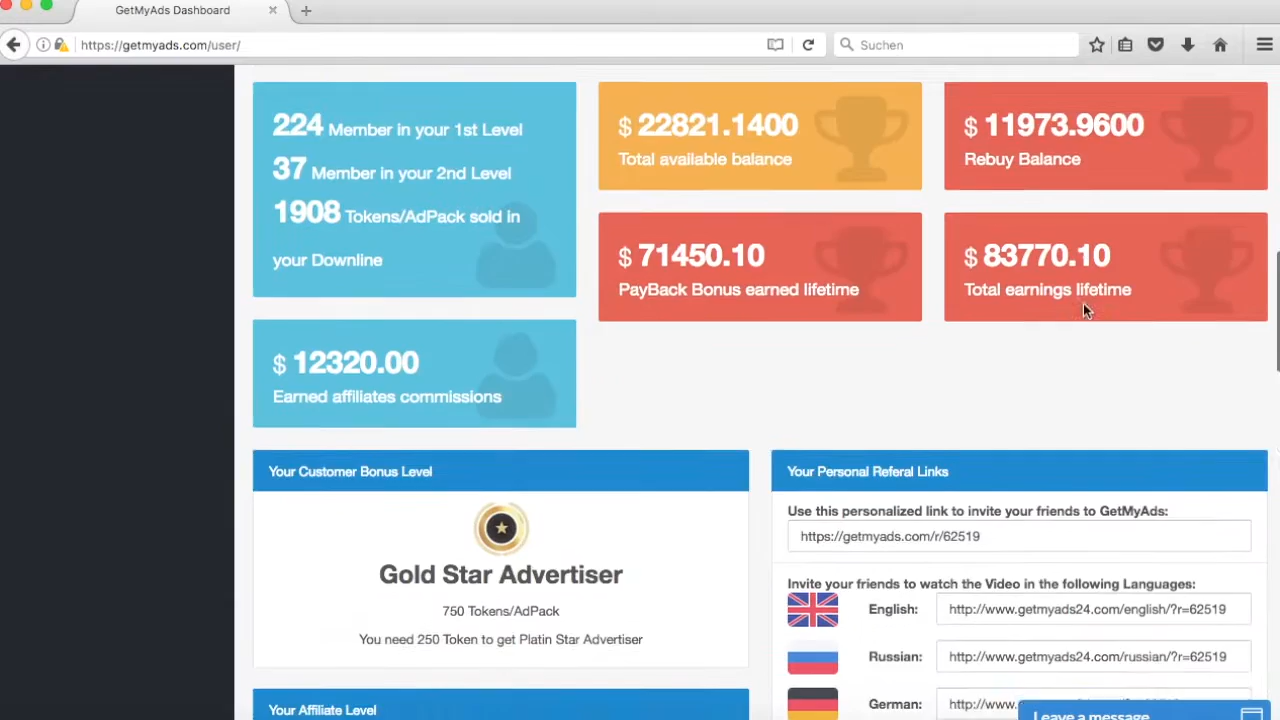 GetMyAds Dashboard
https://getmyads.com/user/
Suchen
224 Member in your 1st Level
37 Member in your 2nd Level
1908 Tokens/AdPack sold in
your Downline
$ 22821.1400
Total available balance
$ 11973.9600
Rebuy Balance
$ 71450.10
PayBack Bonus earned lifetime
$ 83770.10
Total earnings lifetime
$ 12320.00
Earned affiliates commissions
Your Customer Bonus Level
Gold Star Advertiser
750 Tokens/AdPack
You need 250 Token to get Platin Star Advertiser
Your Affiliate Level
Your Personal Referal Links
Use this personalized link to invite your friends to GetMyAds:
https://getmyads.com/r/62519
Invite your friends to watch the Video in the following Languages:
English: http://www.getmyads24.com/english/?r=62519
Russian: http://www.getmyads24.com/russian/?r=62519
German: http://www.getmyads24.com/
Leave a message